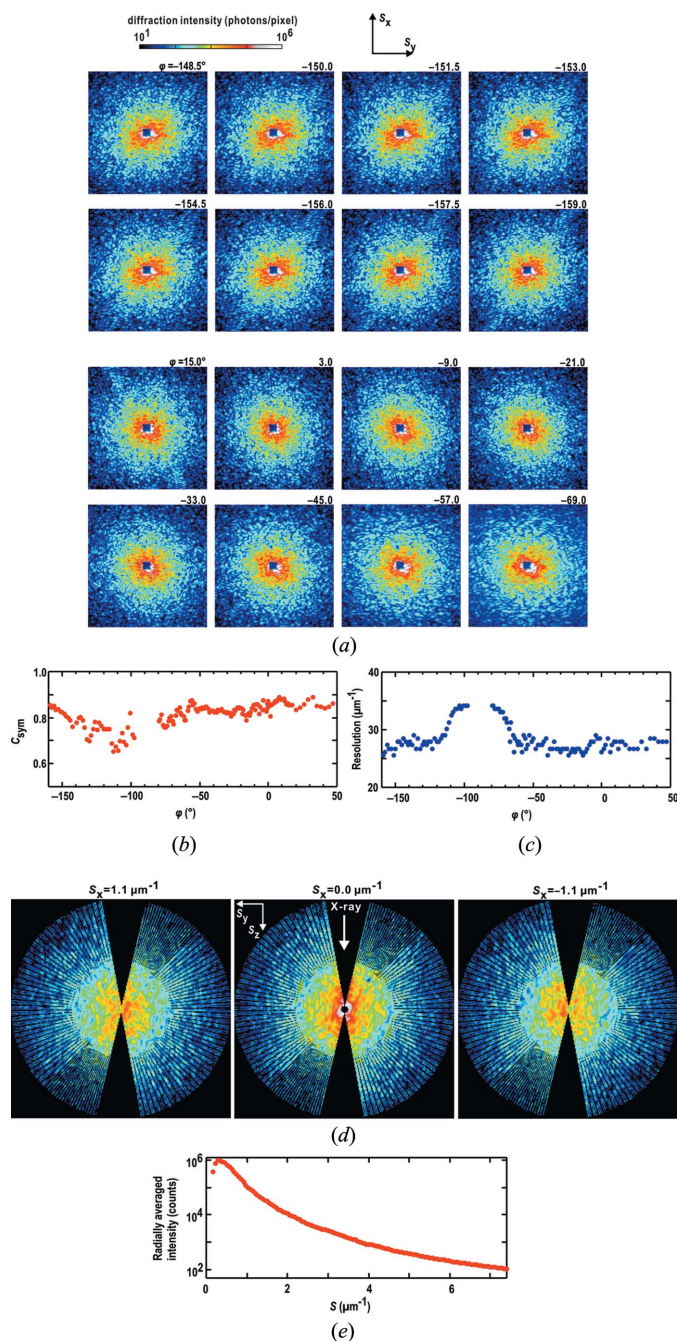 diffraction intensity (photons/pixel)
10¹ 10⁶
Sx
Sy
φ=−148.5° −150.0 −151.5 −153.0
−154.5 −156.0 −157.5 −159.0
φ=15.0° 3.0 −9.0 −21.0
−33.0 −45.0 −57.0 −69.0
(a)
(b)
1.0
0.8
0.6
Csym
−150 −100 −50 0 50
φ (°)
(c)
40
30
20
Resolution (µm⁻¹)
−150 −100 −50 0 50
φ (°)
Sx=1.1 µm⁻¹ Sx=0.0 µm⁻¹ Sx=−1.1 µm⁻¹
Sy
Sz
X-ray
(d)
10⁶
10⁴
10²
Radially averaged
intensity (counts)
0 2 4 6
S (µm⁻¹)
(e)